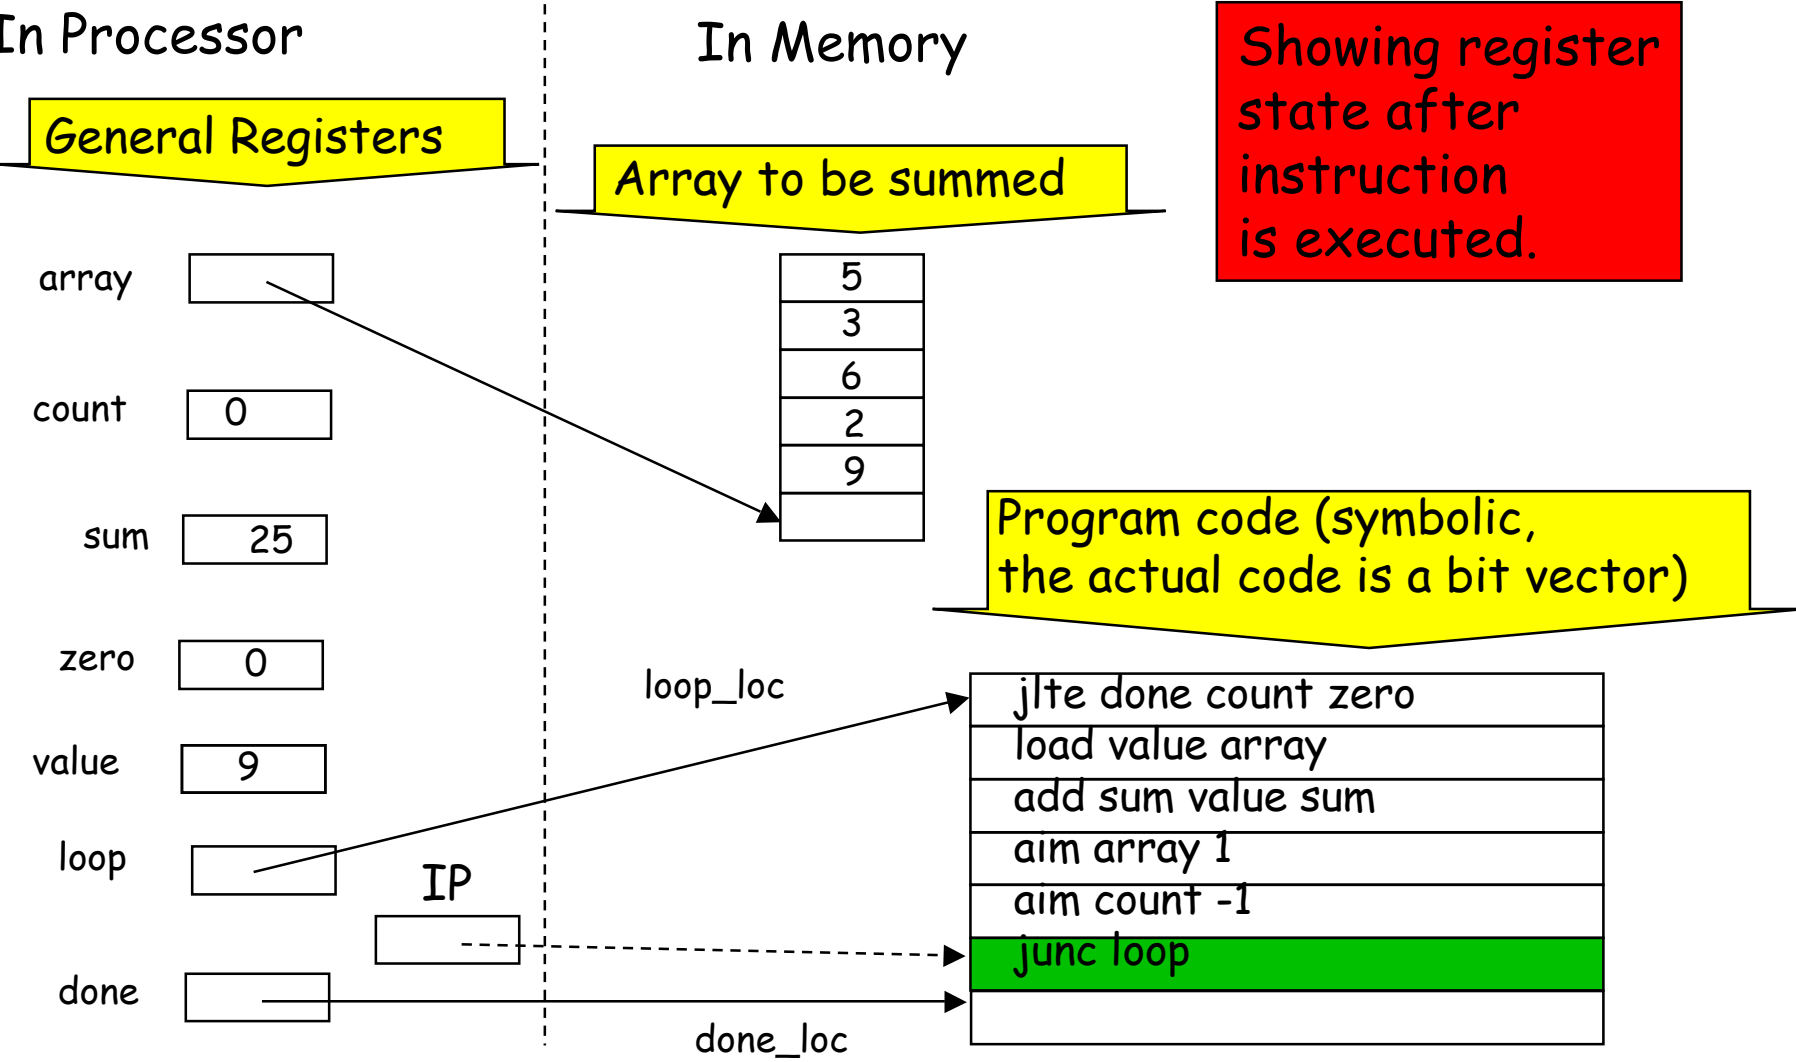 In Processor
In Memory
Showing register
state after
instruction
is executed.
General Registers
Array to be summed
array
5
3
6
2
9
count 0
sum 25
Program code (symbolic,
the actual code is a bit vector)
zero 0
loop_loc
value 9
loop
IP
done
done_loc
jlte done count zero
load value array
add sum value sum
aim array 1
aim count -1
junc loop